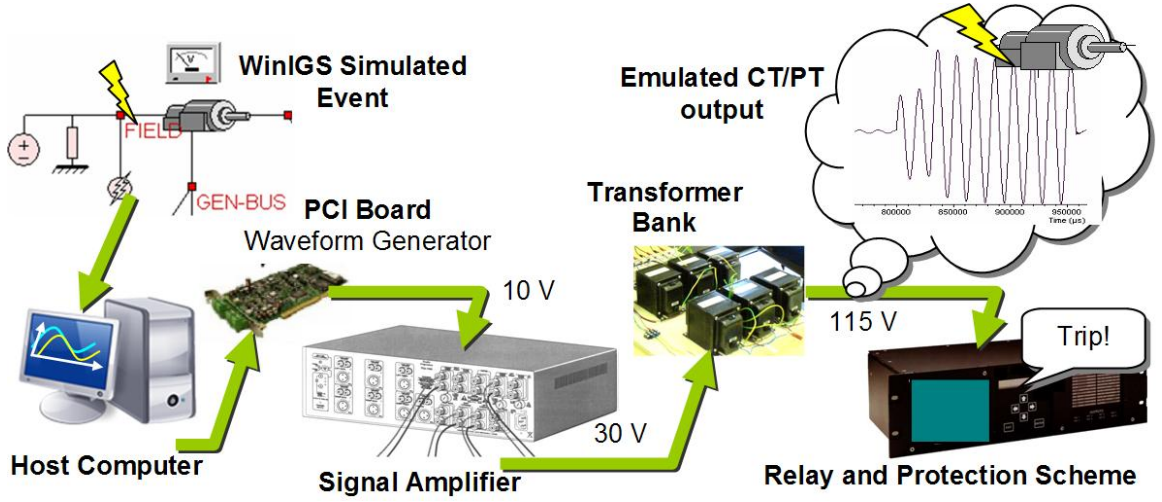 WinIGS Simulated
Event
FIELD
GEN-BUS
V
Emulated CT/PT
output
800000 850000 900000 950000
Time (µs)
PCI Board
Waveform Generator
Transformer
Bank
10 V
115 V
Trip!
30 V
Host Computer
Signal Amplifier
Relay and Protection Scheme